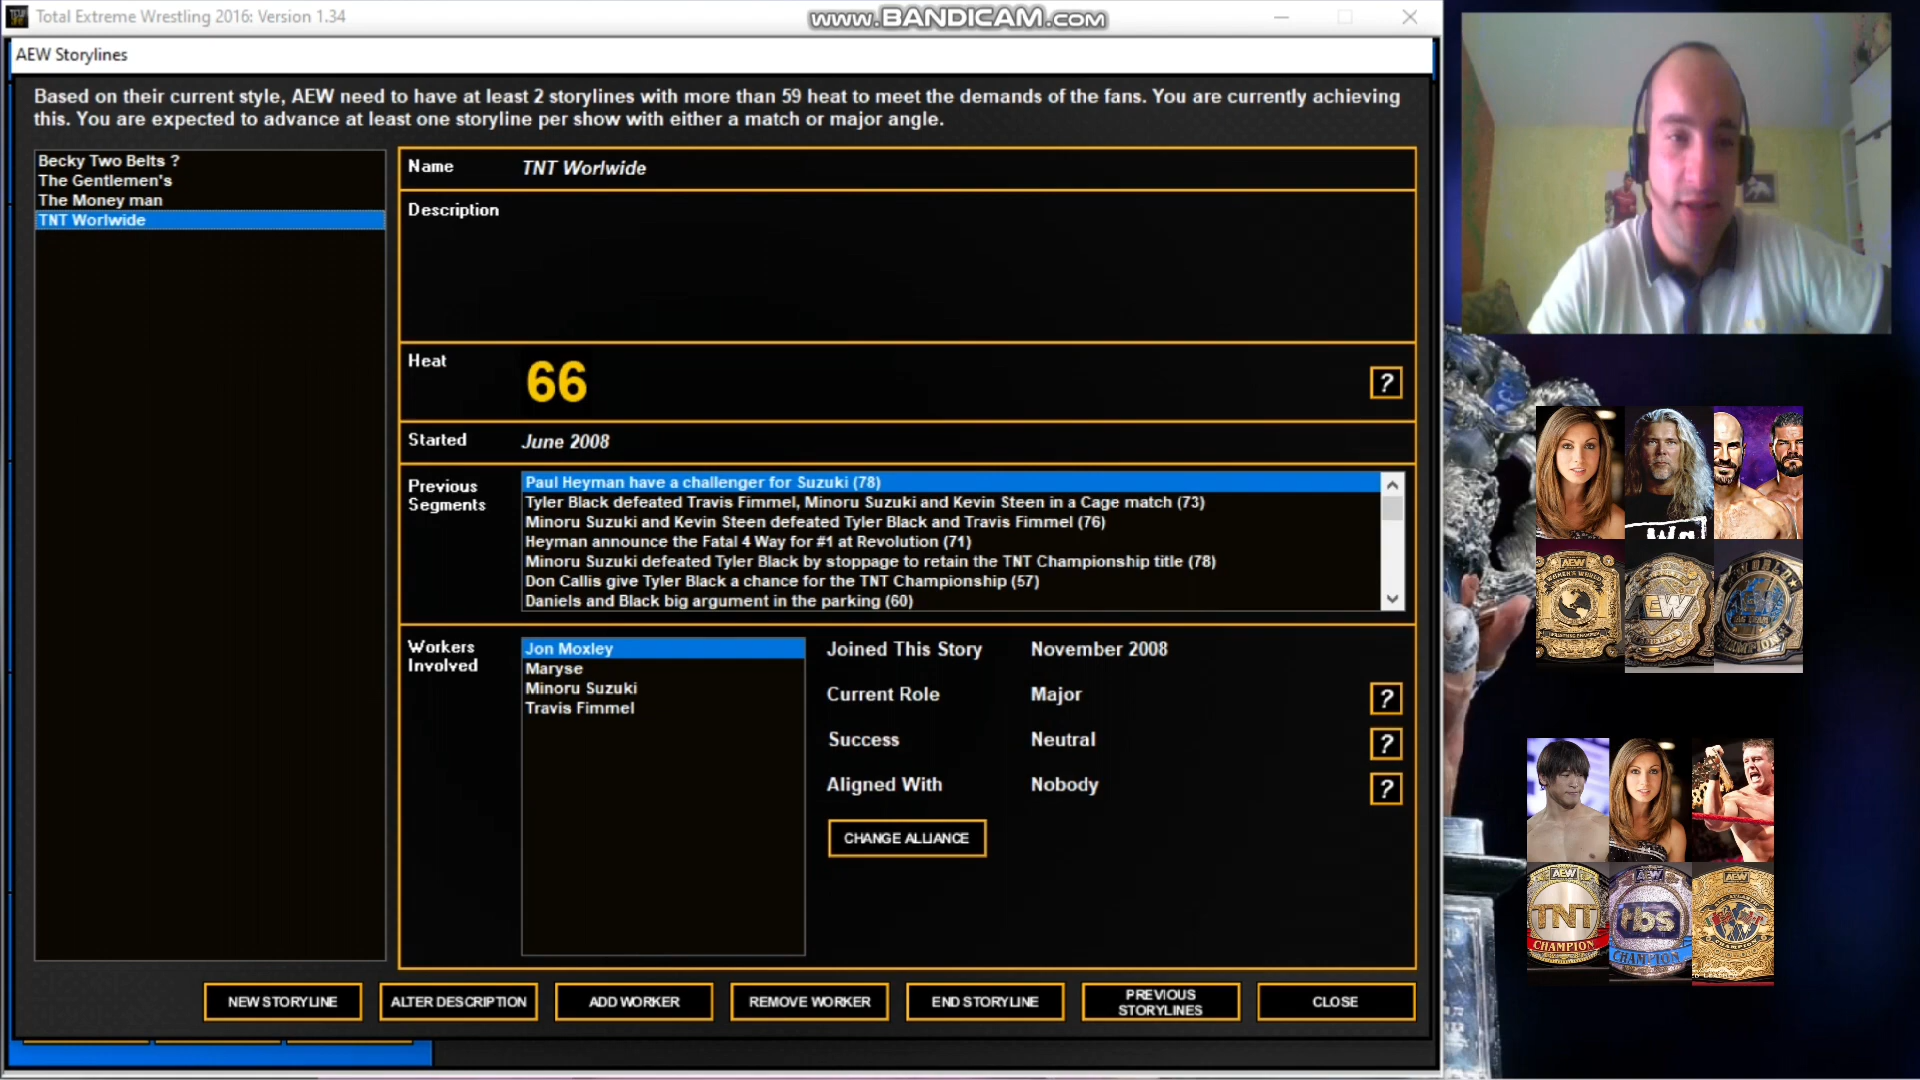 Total Extreme Wrestling 2016: Version 1.34
www.BANDICAM.com
AEW Storylines
Based on their current style, AEW need to have at least 2 storylines with more than 59 heat to meet the demands of the fans. You are currently achieving
this. You are expected to advance at least one storyline per show with either a match or major angle.
Becky Two Belts ?
The Gentlemen's
The Money man
TNT Worlwide
Name
TNT Worlwide
Description
Heat
66
?
Started
June 2008
Previous
Segments
Paul Heyman have a challenger for Suzuki (78)
Tyler Black defeated Travis Fimmel, Minoru Suzuki and Kevin Steen in a Cage match (73)
Minoru Suzuki and Kevin Steen defeated Tyler Black and Travis Fimmel (76)
Heyman announce the Fatal 4 Way for #1 at Revolution (71)
Minoru Suzuki defeated Tyler Black by stoppage to retain the TNT Championship title (78)
Don Callis give Tyler Black a chance for the TNT Championship (57)
Daniels and Black big argument in the parking (60)
Workers
Involved
Jon Moxley
Maryse
Minoru Suzuki
Travis Fimmel
Joined This Story
November 2008
Current Role
Major
?
Success
Neutral
?
Aligned With
Nobody
?
CHANGE ALLIANCE
NEW STORYLINE
ALTER DESCRIPTION
ADD WORKER
REMOVE WORKER
END STORYLINE
PREVIOUS
STORYLINES
CLOSE
AEW
WOMEN'S WORLD
AEW
WORLD
AEW
TNT
CHAMPION
AEW
tbs
CHAMPION
AEW
CHAMPION